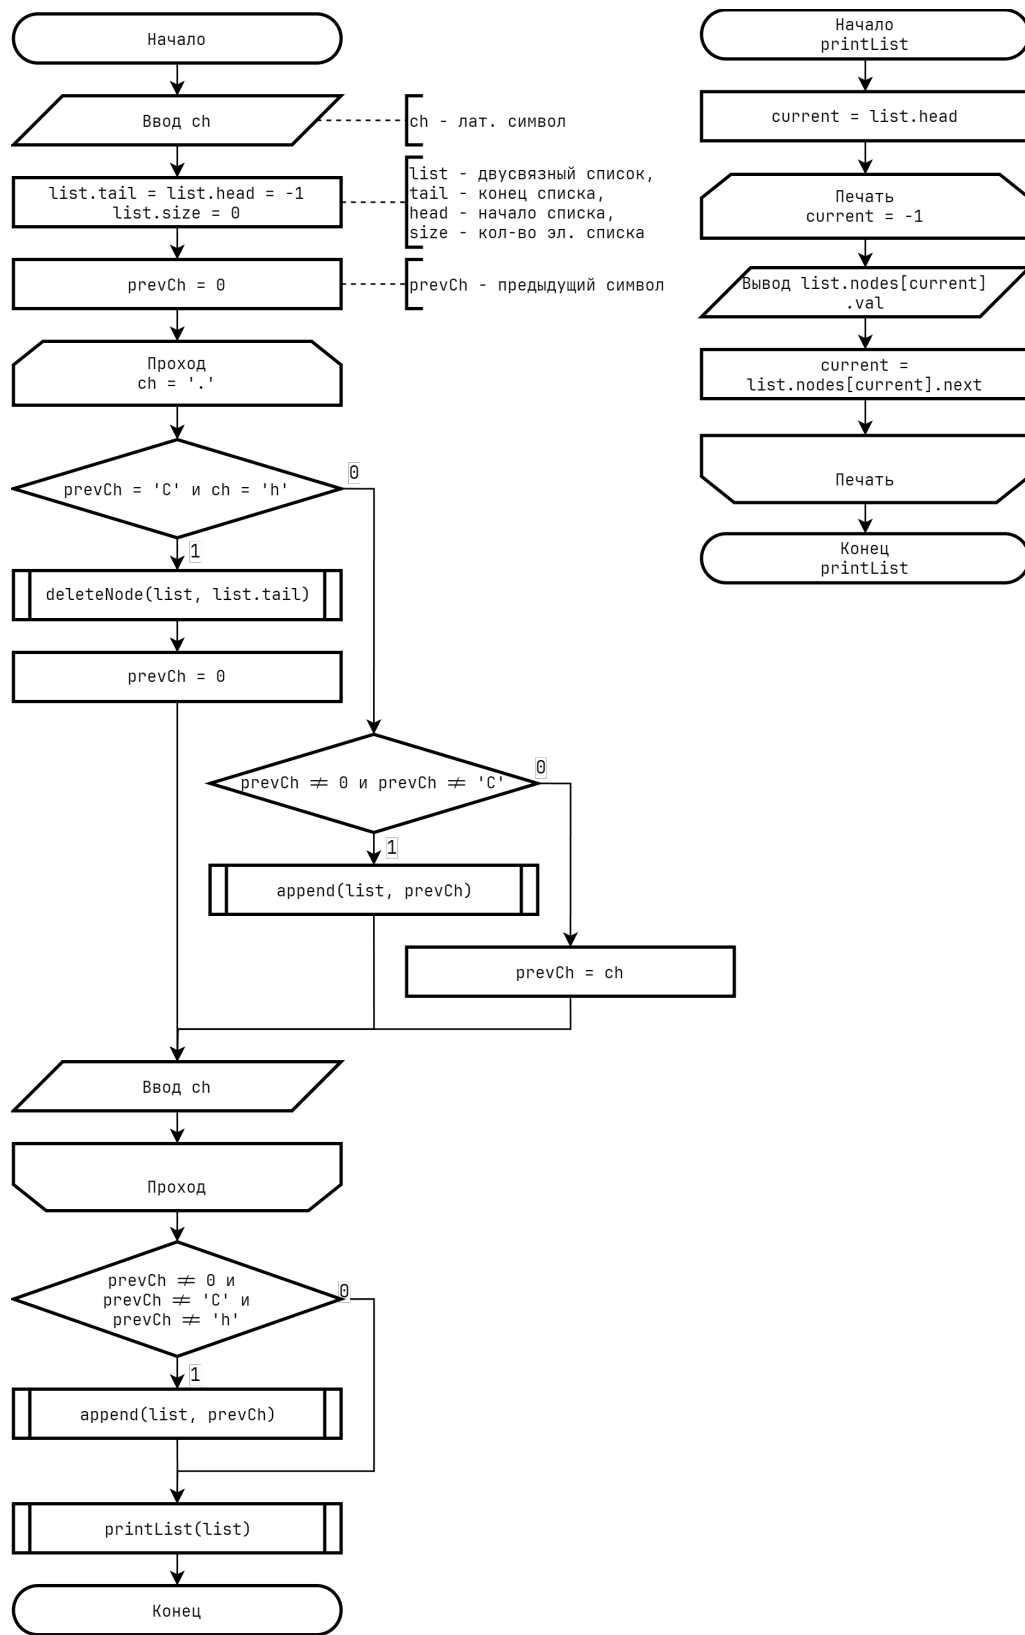 Начало
Ввод ch
ch - лат. символ
list.tail = list.head = -1
list.size = 0
list - двусвязный список,
tail - конец списка,
head - начало списка,
size - кол-во эл. списка
prevCh = 0
prevCh - предыдущий символ
Проход
ch = '.'
prevCh = 'C' и ch = 'h'
0
1
deleteNode(list, list.tail)
prevCh = 0
prevCh ≠ 0 и prevCh ≠ 'C'
0
1
append(list, prevCh)
prevCh = ch
Ввод ch
Проход
prevCh ≠ 0 и
prevCh ≠ 'C' и
prevCh ≠ 'h'
0
1
append(list, prevCh)
printList(list)
Конец
Начало
printList
current = list.head
Печать
current = -1
Вывод list.nodes[current]
.val
current =
list.nodes[current].next
Печать
Конец
printList